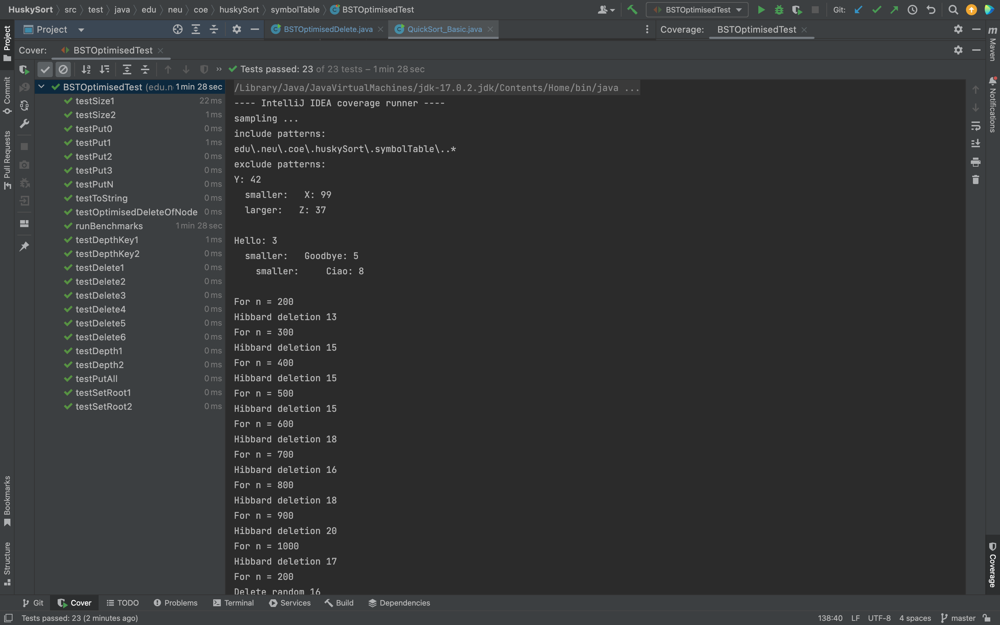 HuskySort src test java edu neu coe huskySort symbolTable BSTOptimisedTest BSTOptimisedTest Git:
Project BSTOptimisedDelete.java QuickSort_Basic.java Coverage: BSTOptimisedTest
Cover: BSTOptimisedTest
Tests passed: 23 of 23 tests – 1 min 28 sec
BSTOptimisedTest (edu.n 1 min 28 sec
testSize1 22 ms
testSize2 1 ms
testPut0 0 ms
testPut1 1 ms
testPut2 0 ms
testPut3 0 ms
testPutN 0 ms
testToString 0 ms
testOptimisedDeleteOfNode 0 ms
runBenchmarks 1 min 28 sec
testDepthKey1 1 ms
testDepthKey2 0 ms
testDelete1 0 ms
testDelete2 0 ms
testDelete3 0 ms
testDelete4 0 ms
testDelete5 0 ms
testDelete6 0 ms
testDepth1 0 ms
testDepth2 0 ms
testPutAll 0 ms
testSetRoot1 0 ms
testSetRoot2 0 ms
/Library/Java/JavaVirtualMachines/jdk-17.0.2.jdk/Contents/Home/bin/java ...
---- IntelliJ IDEA coverage runner ----
sampling ...
include patterns:
edu\.neu\.coe\.huskySort\.symbolTable\..*
exclude patterns:
Y: 42
smaller: X: 99
larger: Z: 37
Hello: 3
smaller: Goodbye: 5
smaller: Ciao: 8
For n = 200
Hibbard deletion 13
For n = 300
Hibbard deletion 15
For n = 400
Hibbard deletion 15
For n = 500
Hibbard deletion 15
For n = 600
Hibbard deletion 18
For n = 700
Hibbard deletion 16
For n = 800
Hibbard deletion 18
For n = 900
Hibbard deletion 20
For n = 1000
Hibbard deletion 17
For n = 200
Delete random 16
Project
Commit
Pull Requests
Bookmarks
Structure
m
Maven
Notifications
Coverage
Git Cover TODO Problems Terminal Services Build Dependencies
Tests passed: 23 (2 minutes ago) 138:40 LF UTF-8 4 spaces master